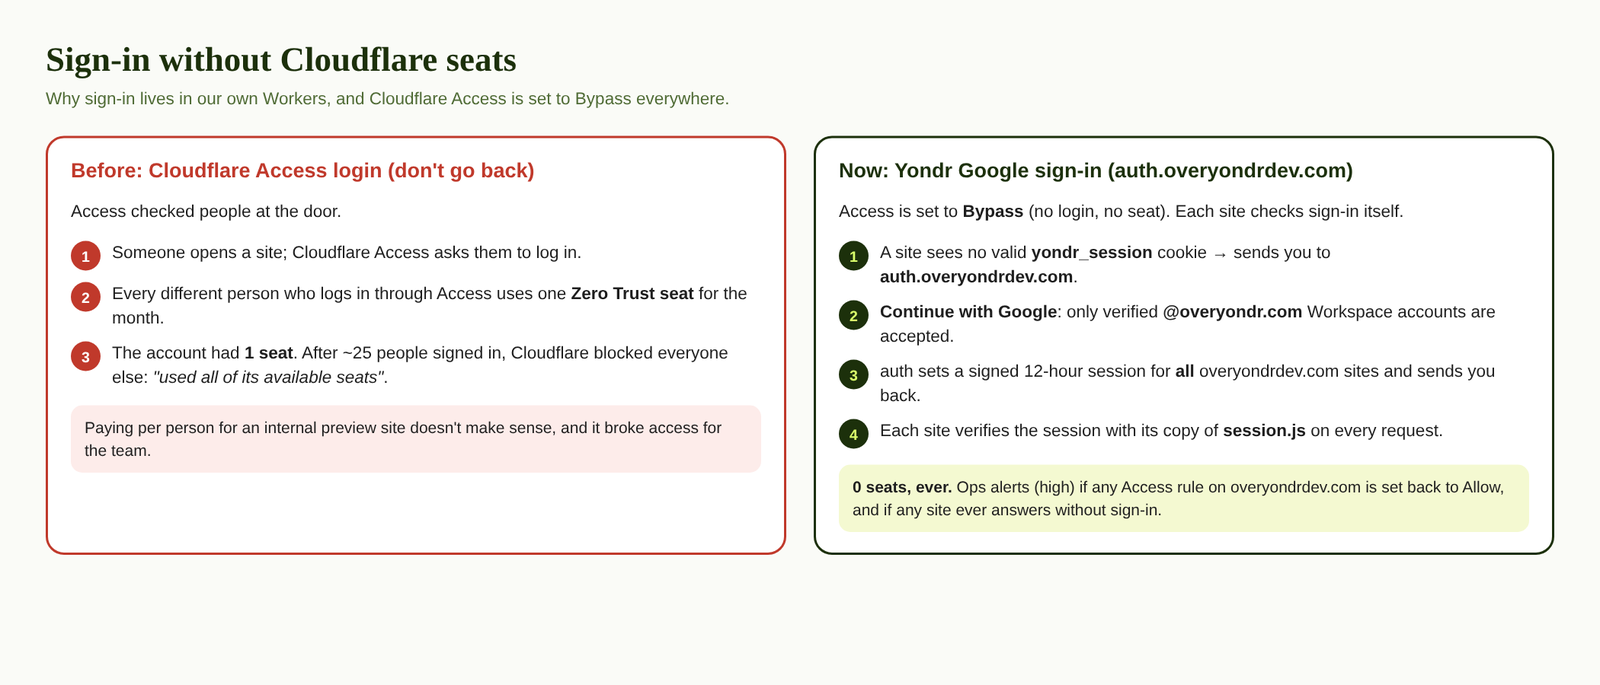 Sign-in without Cloudflare seats
Why sign-in lives in our own Workers, and Cloudflare Access is set to Bypass everywhere.
Before: Cloudflare Access login (don't go back)
Access checked people at the door.
1 Someone opens a site; Cloudflare Access asks them to log in.
2 Every different person who logs in through Access uses one Zero Trust seat for the
month.
3 The account had 1 seat. After ~25 people signed in, Cloudflare blocked everyone
else: "used all of its available seats".
Paying per person for an internal preview site doesn't make sense, and it broke access for
the team.
Now: Yondr Google sign-in (auth.overyondrdev.com)
Access is set to Bypass (no login, no seat). Each site checks sign-in itself.
1 A site sees no valid yondr_session cookie → sends you to
auth.overyondrdev.com.
2 Continue with Google: only verified @overyondr.com Workspace accounts are
accepted.
3 auth sets a signed 12-hour session for all overyondrdev.com sites and sends you
back.
4 Each site verifies the session with its copy of session.js on every request.
0 seats, ever. Ops alerts (high) if any Access rule on overyondrdev.com is set back to Allow,
and if any site ever answers without sign-in.